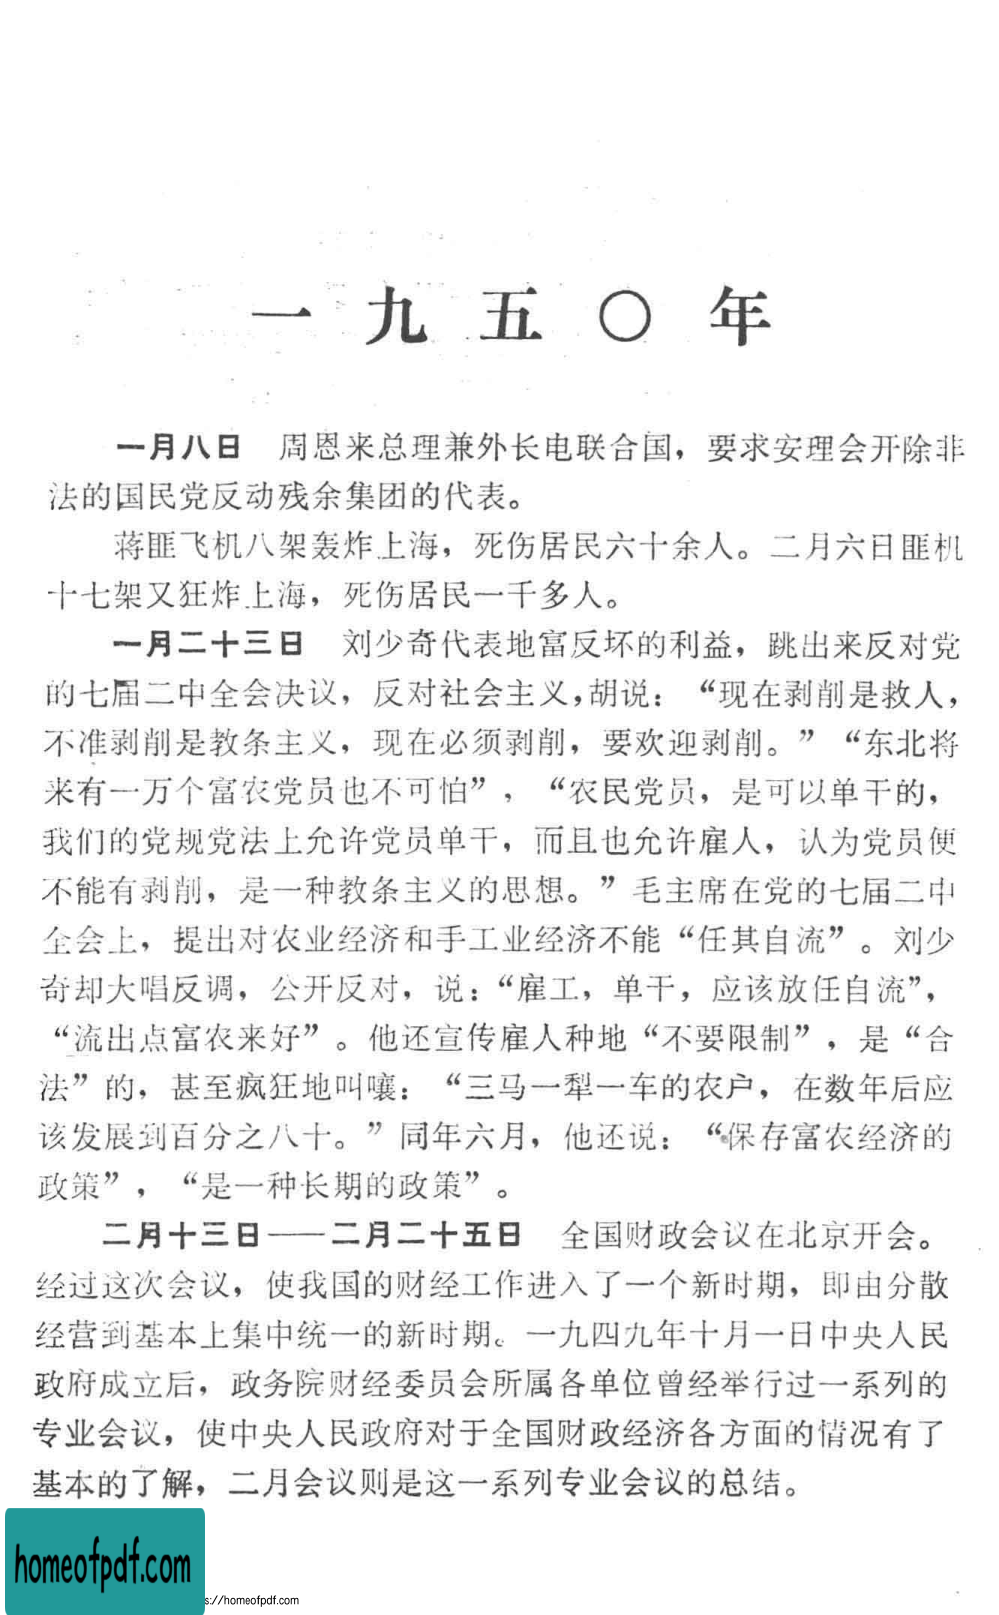 一九五〇年
一月八日　周恩来总理兼外长电联合国，要求安理会开除非
法的国民党反动残余集团的代表。
蒋匪飞机八架轰炸上海，死伤居民六十余人。二月六日匪机
十七架又狂炸上海，死伤居民一千多人。
一月二十三日　刘少奇代表地富反坏的利益，跳出来反对党
的七届二中全会决议，反对社会主义，胡说：“现在剥削是救人，
不准剥削是教条主义，现在必须剥削，要欢迎剥削。”“东北将
来有一万个富农党员也不可怕”，“农民党员，是可以单干的，
我们的党规党法上允许党员单干，而且也允许雇人，认为党员便
不能有剥削，是一种教条主义的思想。”毛主席在党的七届二中
全会上，提出对农业经济和手工业经济不能“任其自流”。刘少
奇却大唱反调，公开反对，说：“雇工，单干，应该放任自流”，
“流出点富农来好”。他还宣传雇人种地“不要限制”，是“合
法”的，甚至疯狂地叫嚷：“三马一犁一车的农户，在数年后应
该发展到百分之八十。”同年六月，他还说：“保存富农经济的
政策”，“是一种长期的政策”。
二月十三日——二月二十五日　全国财政会议在北京开会。
经过这次会议，使我国的财经工作进入了一个新时期，即由分散
经营到基本上集中统一的新时期。一九四九年十月一日中央人民
政府成立后，政务院财经委员会所属各单位曾经举行过一系列的
专业会议，使中央人民政府对于全国财政经济各方面的情况有了
基本的了解，二月会议则是这一系列专业会议的总结。
homeofpdf.com
s://homeofpdf.com